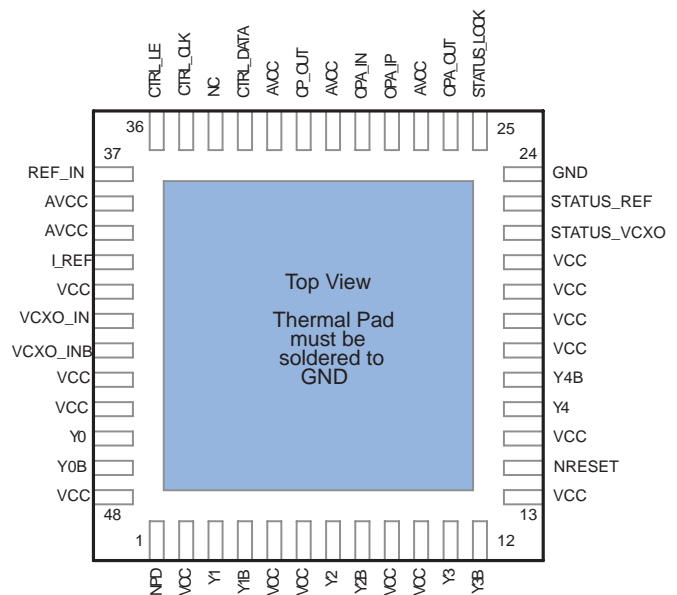 CTRL_LE
CTRL_CLK
NC
CTRL_DATA
AVCC
CP_OUT
AVCC
OPA_IN
OPA_IP
AVCC
OPA_OUT
STATUS_LOCK
36
25
37
24
REF_IN
AVCC
AVCC
I_REF
VCC
VCXO_IN
VCXO_INB
VCC
VCC
Y0
Y0B
VCC
Top View
Thermal Pad
must be
soldered to
GND
GND
STATUS_REF
STATUS_VCXO
VCC
VCC
VCC
VCC
Y4B
Y4
VCC
NRESET
VCC
48
13
1
12
NPD
VCC
Y1
Y1B
VCC
VCC
Y2
Y2B
VCC
VCC
Y3
Y3B